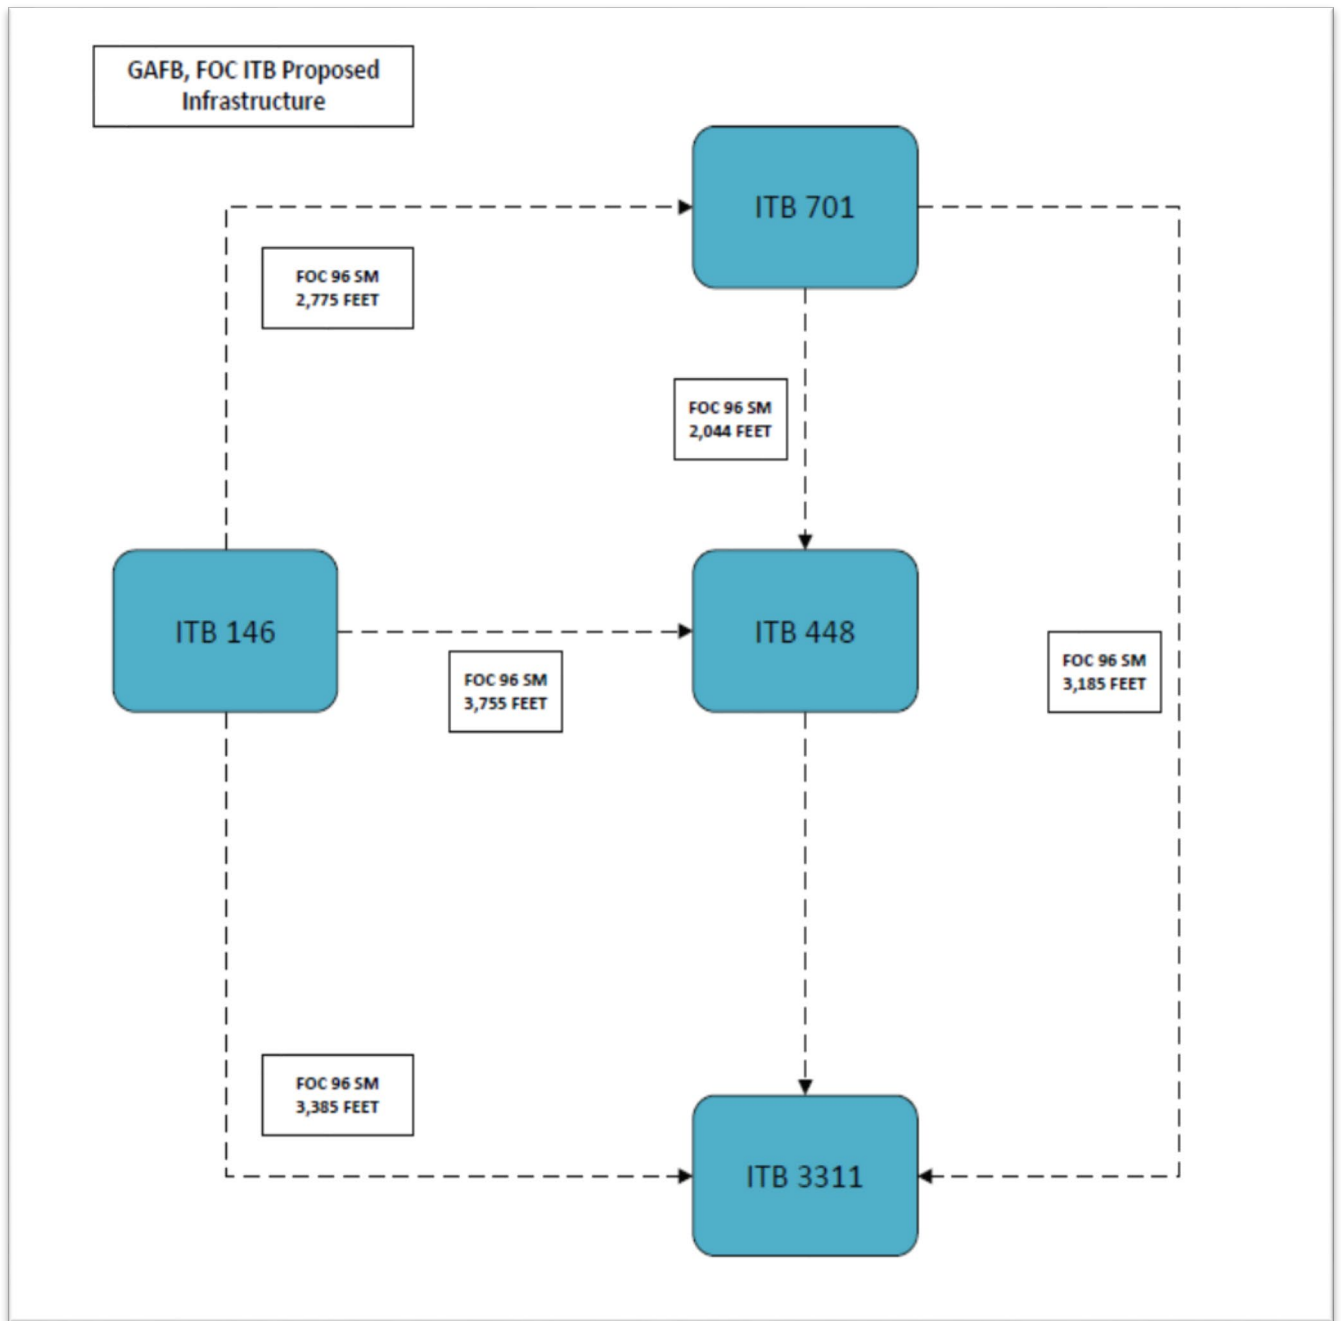 GAFB, FOC ITB Proposed
Infrastructure
ITB 701
FOC 96 SM
2,775 FEET
FOC 96 SM
2,044 FEET
ITB 146
ITB 448
FOC 96 SM
3,755 FEET
FOC 96 SM
3,185 FEET
FOC 96 SM
3,385 FEET
ITB 3311